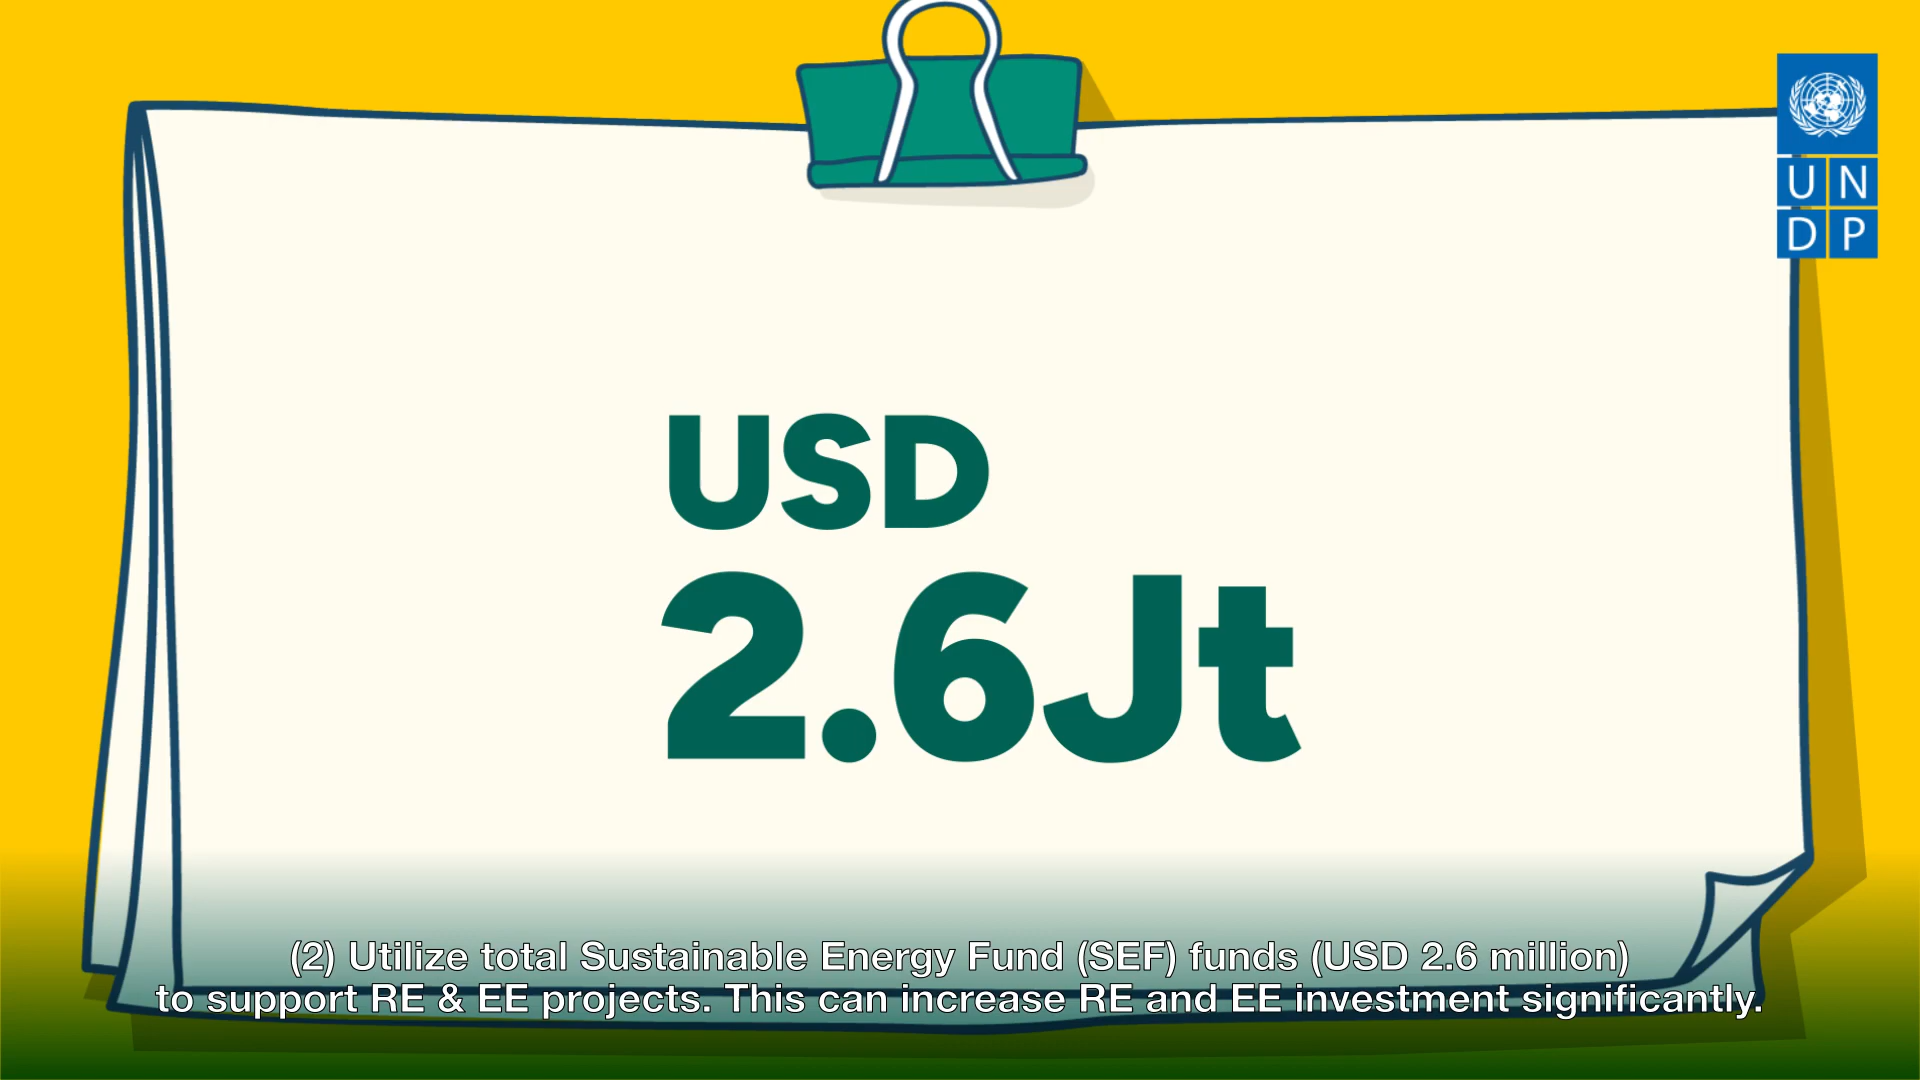 U N
D P
USD
2.6Jt
(2) Utilize total Sustainable Energy Fund (SEF) funds (USD 2.6 million)
to support RE & EE projects. This can increase RE and EE investment significantly.